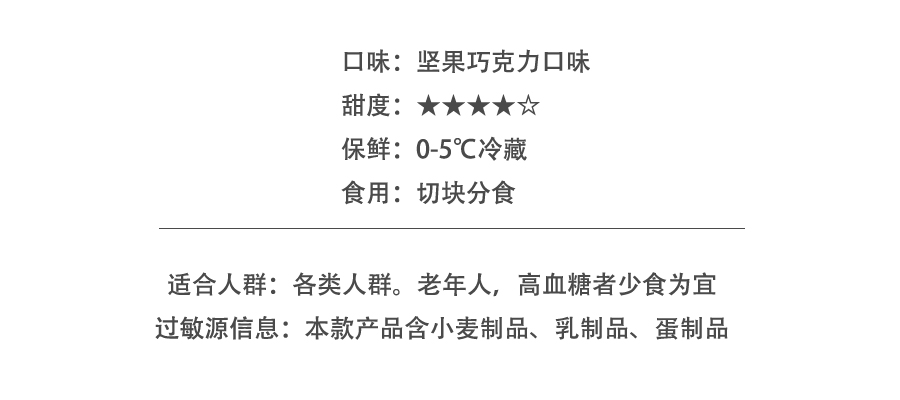 口味：坚果巧克力口味
甜度：★★★★☆
保鲜：0-5℃冷藏
食用：切块分食
适合人群：各类人群。老年人，高血糖者少食为宜
过敏源信息：本款产品含小麦制品、乳制品、蛋制品